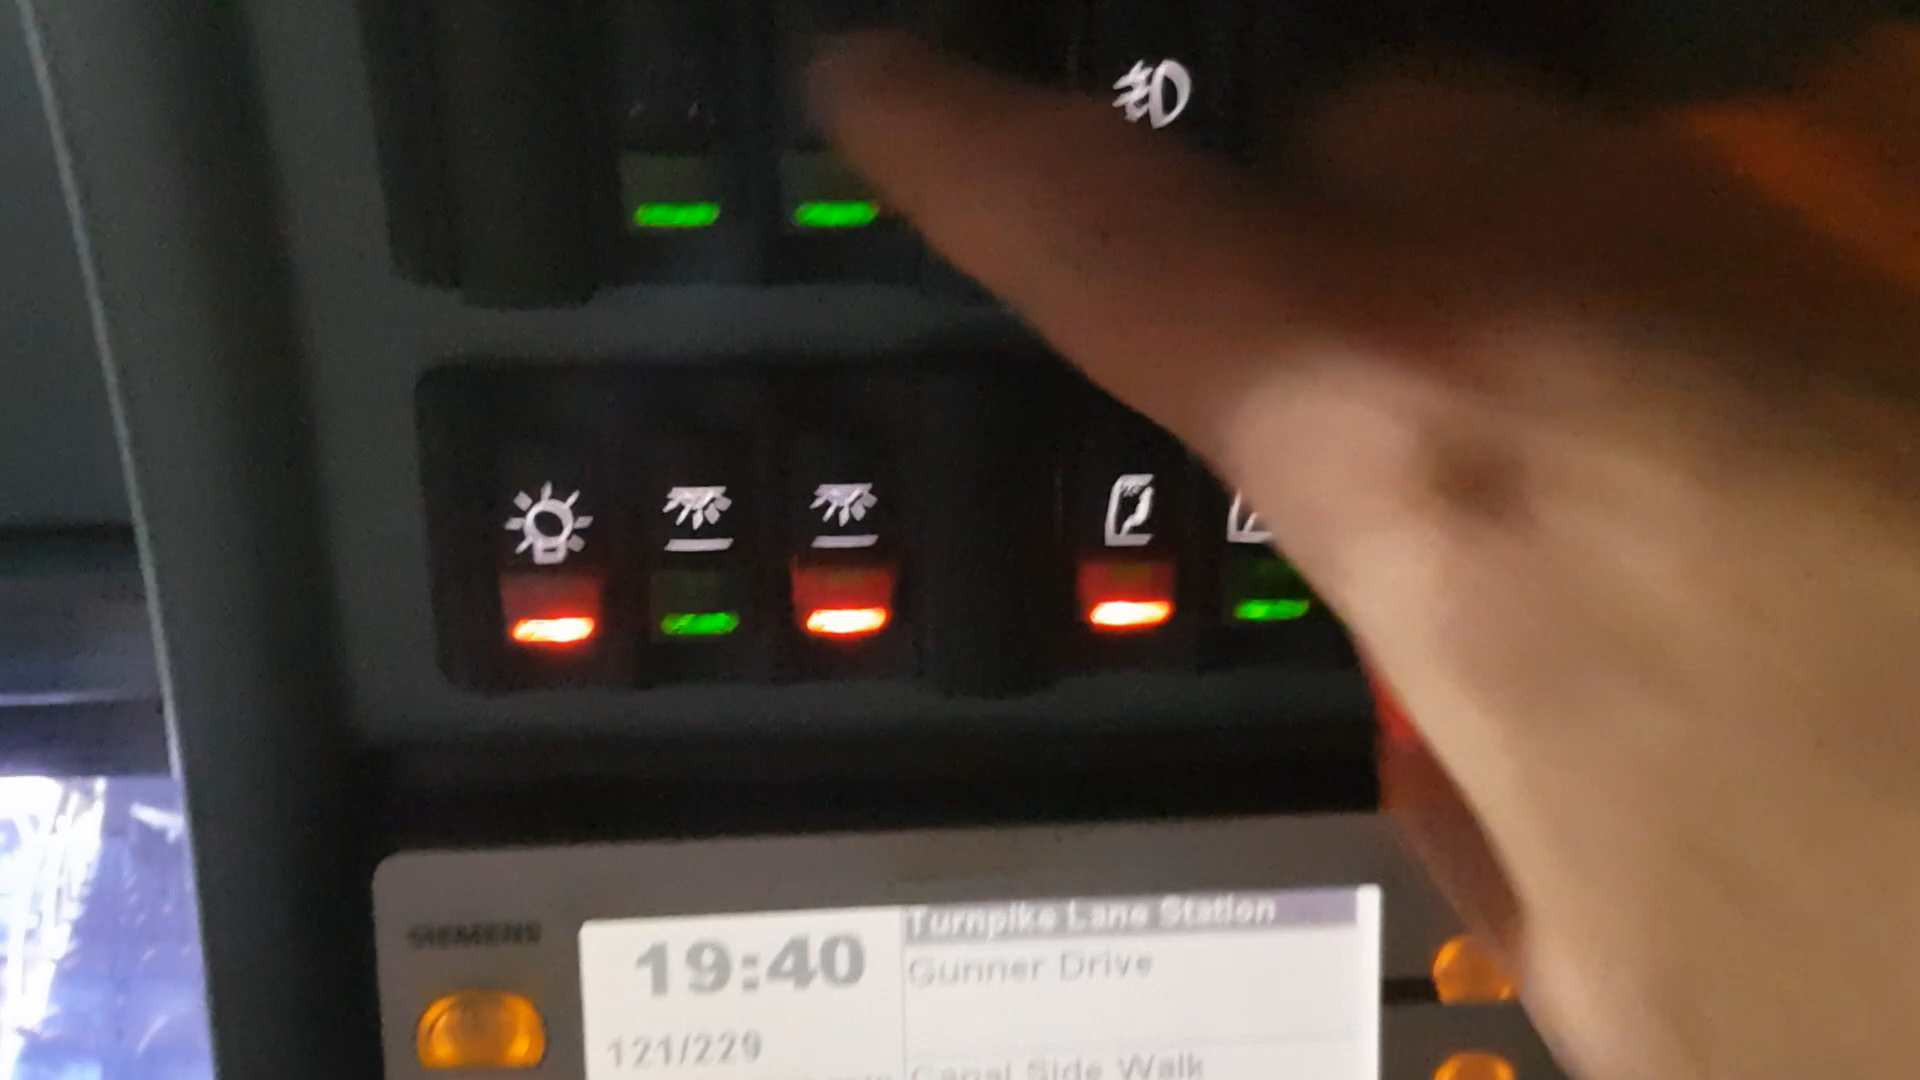 SIEMENS
19:40
Turnpike Lane Station
Gunner Drive
121/229
Canal Side Walk